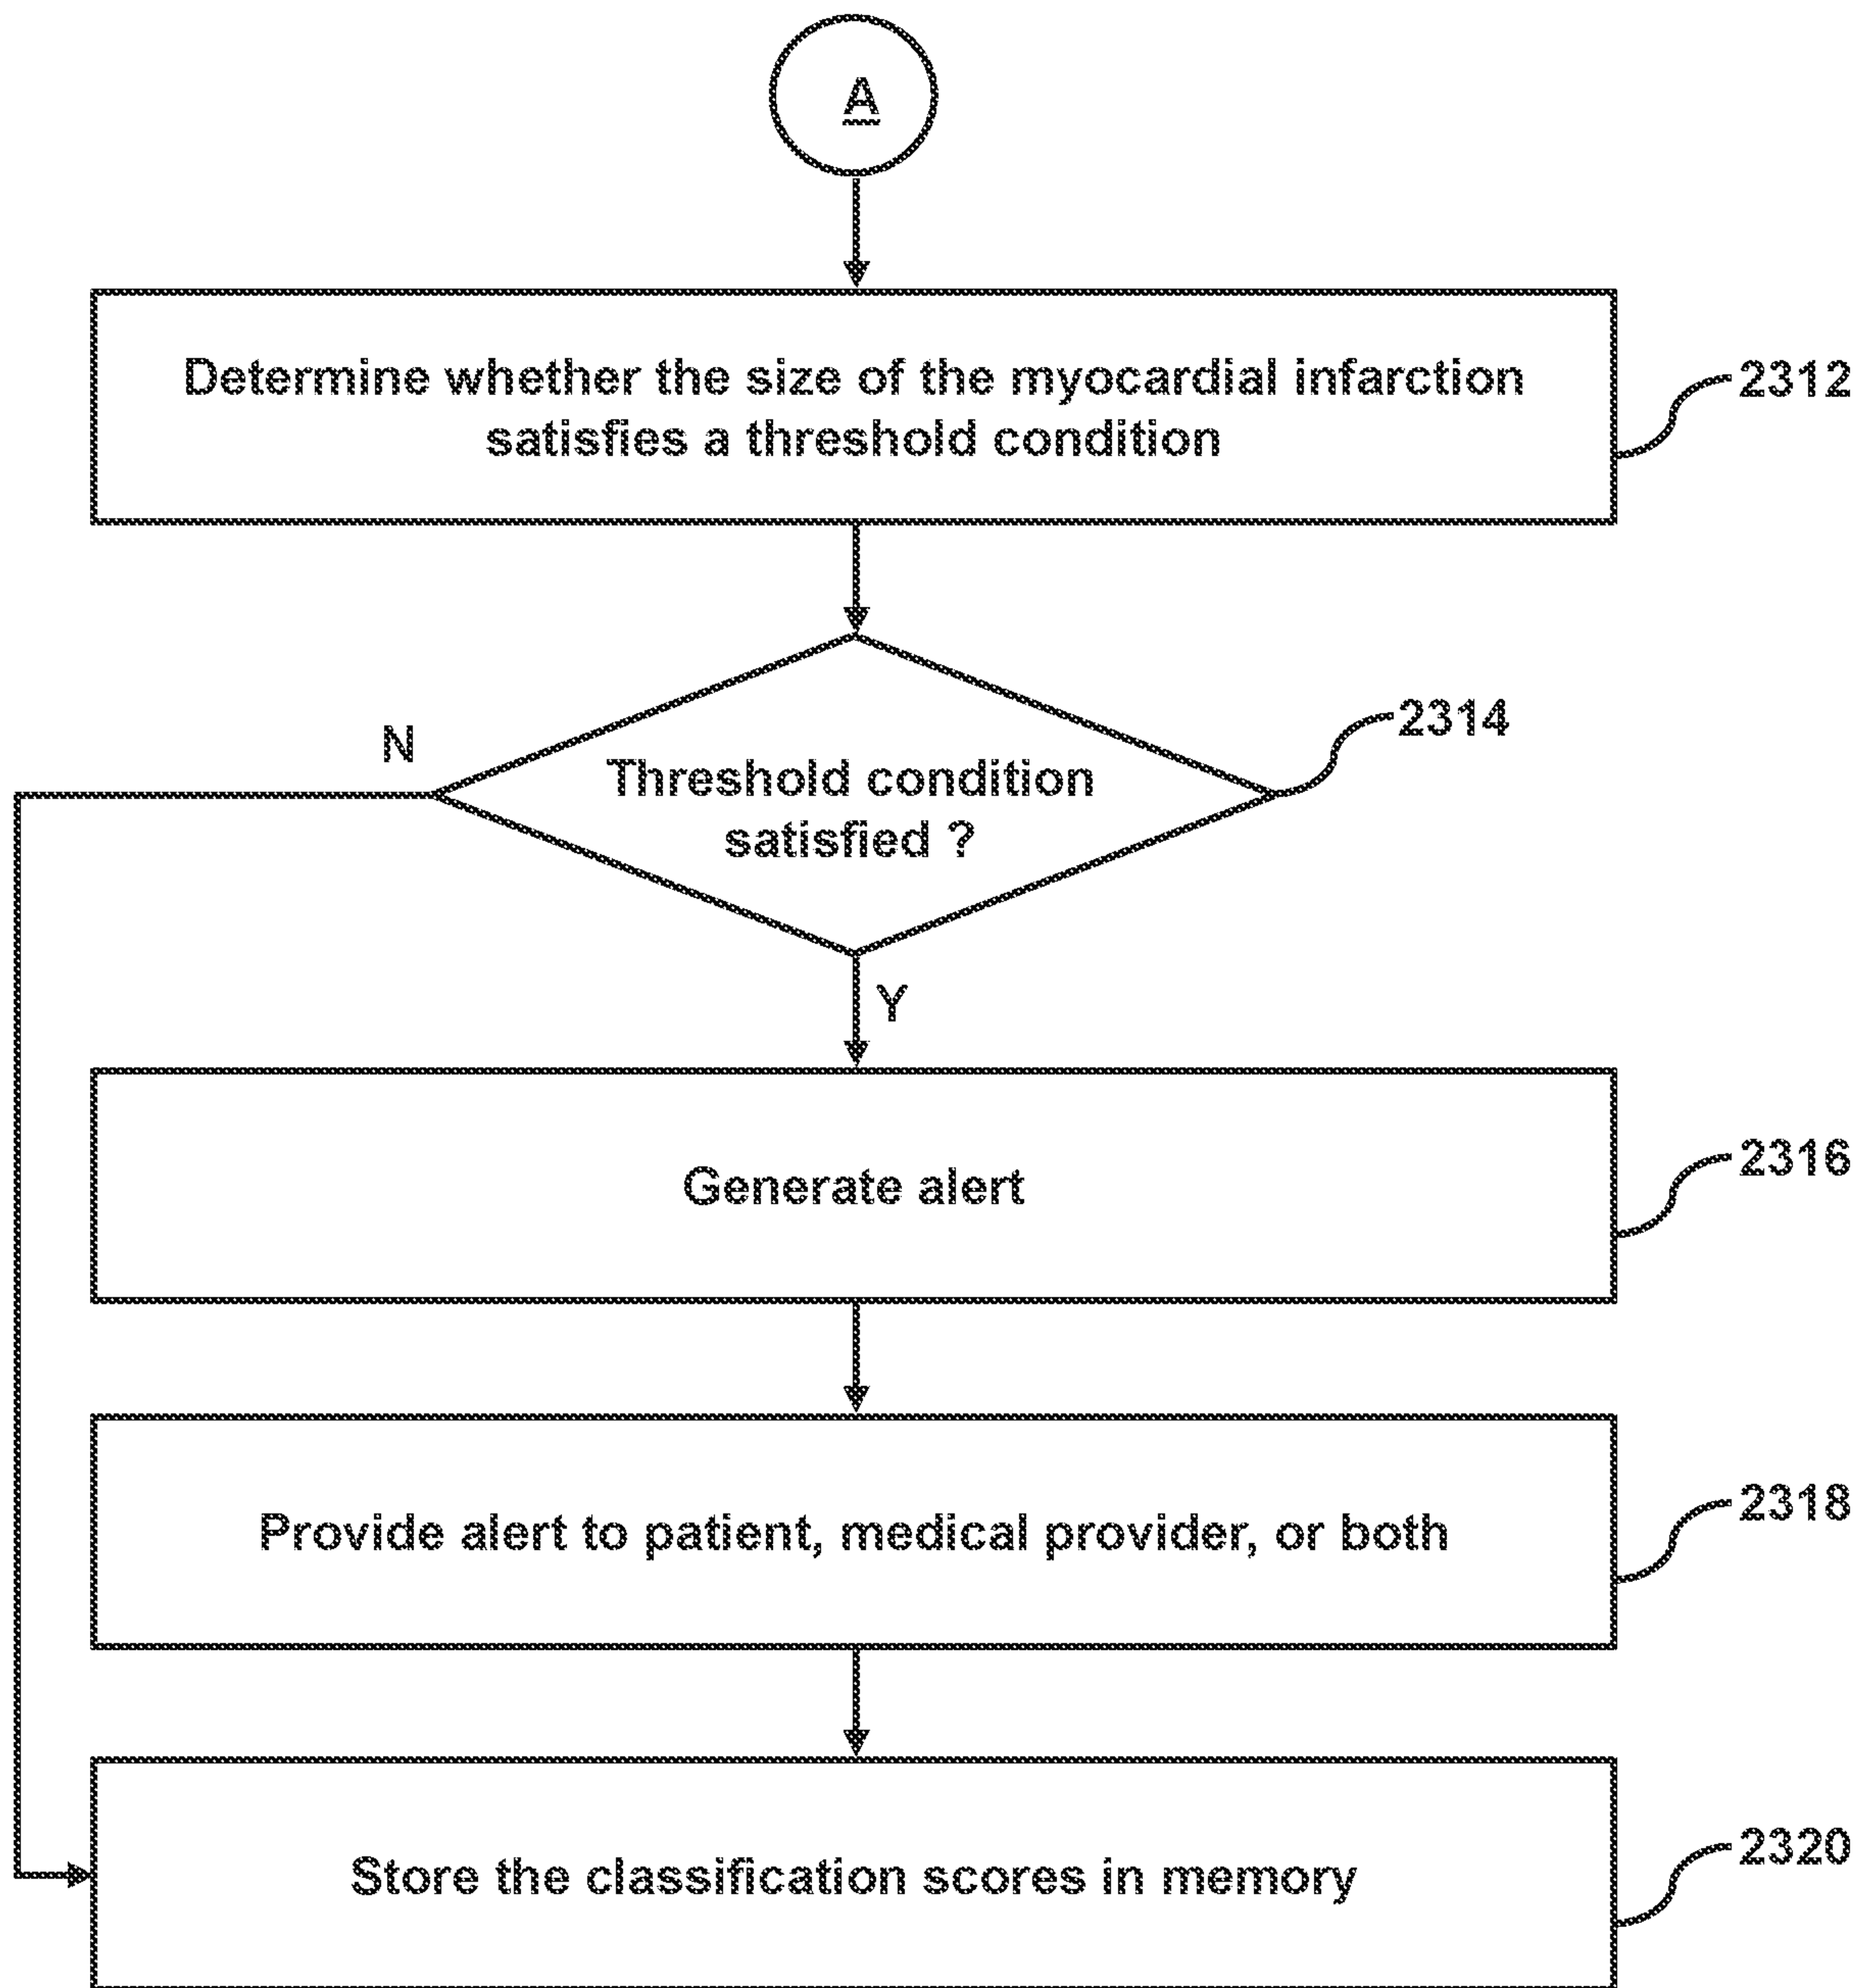 A
Determine whether the size of the myocardial infarction
satisfies a threshold condition
2312
N
2314
Threshold condition
satisfied ?
Y
Generate alert
2316
Provide alert to patient, medical provider, or both
2318
Store the classification scores in memory
2320